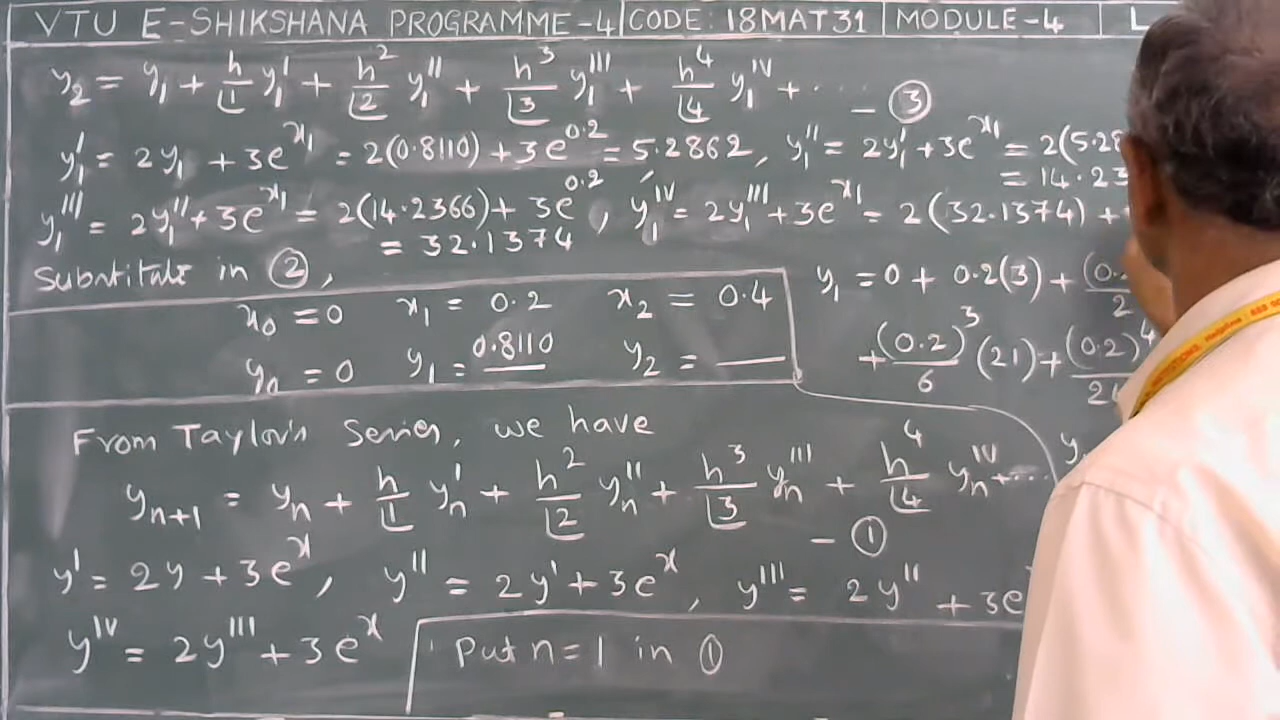 VTU E-SHIKSHANA PROGRAMME-4 CODE: 18MAT31 MODULE-4 L
y₂ = y₁ + h/⌊1 y₁' + h²/⌊2 y₁'' + h³/⌊3 y₁''' + h⁴/⌊4 y₁ᴵⱽ + ... – ③
y₁' = 2y₁ + 3e^x₁ = 2(0.8110) + 3e^0.2 = 5.2862, y₁'' = 2y₁' + 3e^x₁ = 2(5.28
= 14.23
y₁''' = 2y₁'' + 3e^x₁ = 2(14.2366) + 3e^0.2, y₁ᴵⱽ = 2y₁''' + 3e^x₁ = 2(32.1374) +
= 32.1374
Substitute in ②,
x₀ = 0 x₁ = 0.2 x₂ = 0.4
y₀ = 0 y₁ = 0.8110 y₂ =
y₁ = 0 + 0.2(3) + (0. /2
+ (0.2)³/6 (21) + (0.2)⁴/2
From Taylor's Series, we have
yₙ₊₁ = yₙ + h/⌊1 yₙ' + h²/⌊2 yₙ'' + h³/⌊3 yₙ''' + h⁴/⌊4 yₙᴵⱽ + ...
– ①
y' = 2y + 3e^x, y'' = 2y' + 3e^x, y''' = 2y'' + 3e
yᴵⱽ = 2y''' + 3e^x
Put n = 1 in ①